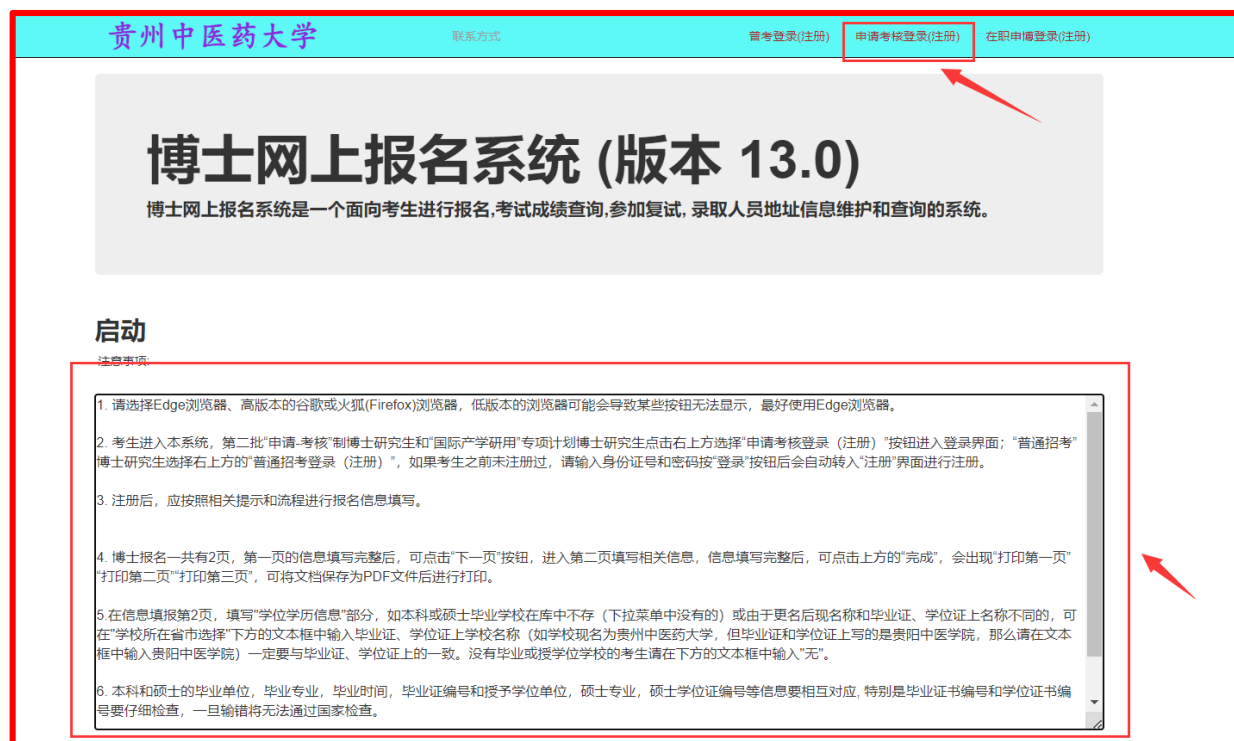 贵州中医药大学 联系方式 普考登录(注册) 申请考核登录(注册) 在职申博登录(注册)
博士网上报名系统 (版本 13.0)
博士网上报名系统是一个面向考生进行报名,考试成绩查询,参加复试, 录取人员地址信息维护和查询的系统。
启动
注意事项:
1. 请选择Edge浏览器、高版本的谷歌或火狐(Firefox)浏览器，低版本的浏览器可能会导致某些按钮无法显示，最好使用Edge浏览器。
2. 考生进入本系统，第二批“申请-考核”制博士研究生和“国际产学研用”专项计划博士研究生点击右上方选择“申请考核登录（注册）”按钮进入登录界面；“普通招考”
博士研究生选择右上方的“普通招考登录（注册）”，如果考生之前未注册过，请输入身份证号和密码按“登录”按钮后会自动转入“注册”界面进行注册。
3. 注册后，应按照相关提示和流程进行报名信息填写。
4. 博士报名一共有2页，第一页的信息填写完整后，可点击“下一页”按钮，进入第二页填写相关信息，信息填写完整后，可点击上方的“完成”，会出现“打印第一页”
“打印第二页”“打印第三页”，可将文档保存为PDF文件后进行打印。
5.在信息填报第2页，填写"学位学历信息"部分，如本科或硕士毕业学校在库中不存（下拉菜单中没有的）或由于更名后现名称和毕业证、学位证上名称不同的，可
在"学校所在省市选择"下方的文本框中输入毕业证、学位证上学校名称（如学校现名为贵州中医药大学，但毕业证和学位证上写的是贵阳中医学院，那么请在文本
框中输入贵阳中医学院）一定要与毕业证、学位证上的一致。没有毕业或授学位学校的考生请在下方的文本框中输入"无"。
6. 本科和硕士的毕业单位，毕业专业，毕业时间，毕业证编号和授予学位单位，硕士专业，硕士学位证编号等信息要相互对应, 特别是毕业证书编号和学位证书编
号要仔细检查，一旦输错将无法通过国家检查。